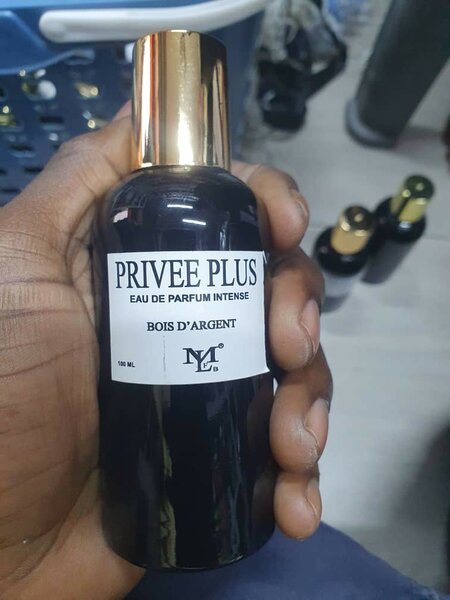 PRIVEE PLUS
EAU DE PARFUM INTENSE
BOIS D'ARGENT
100 ML